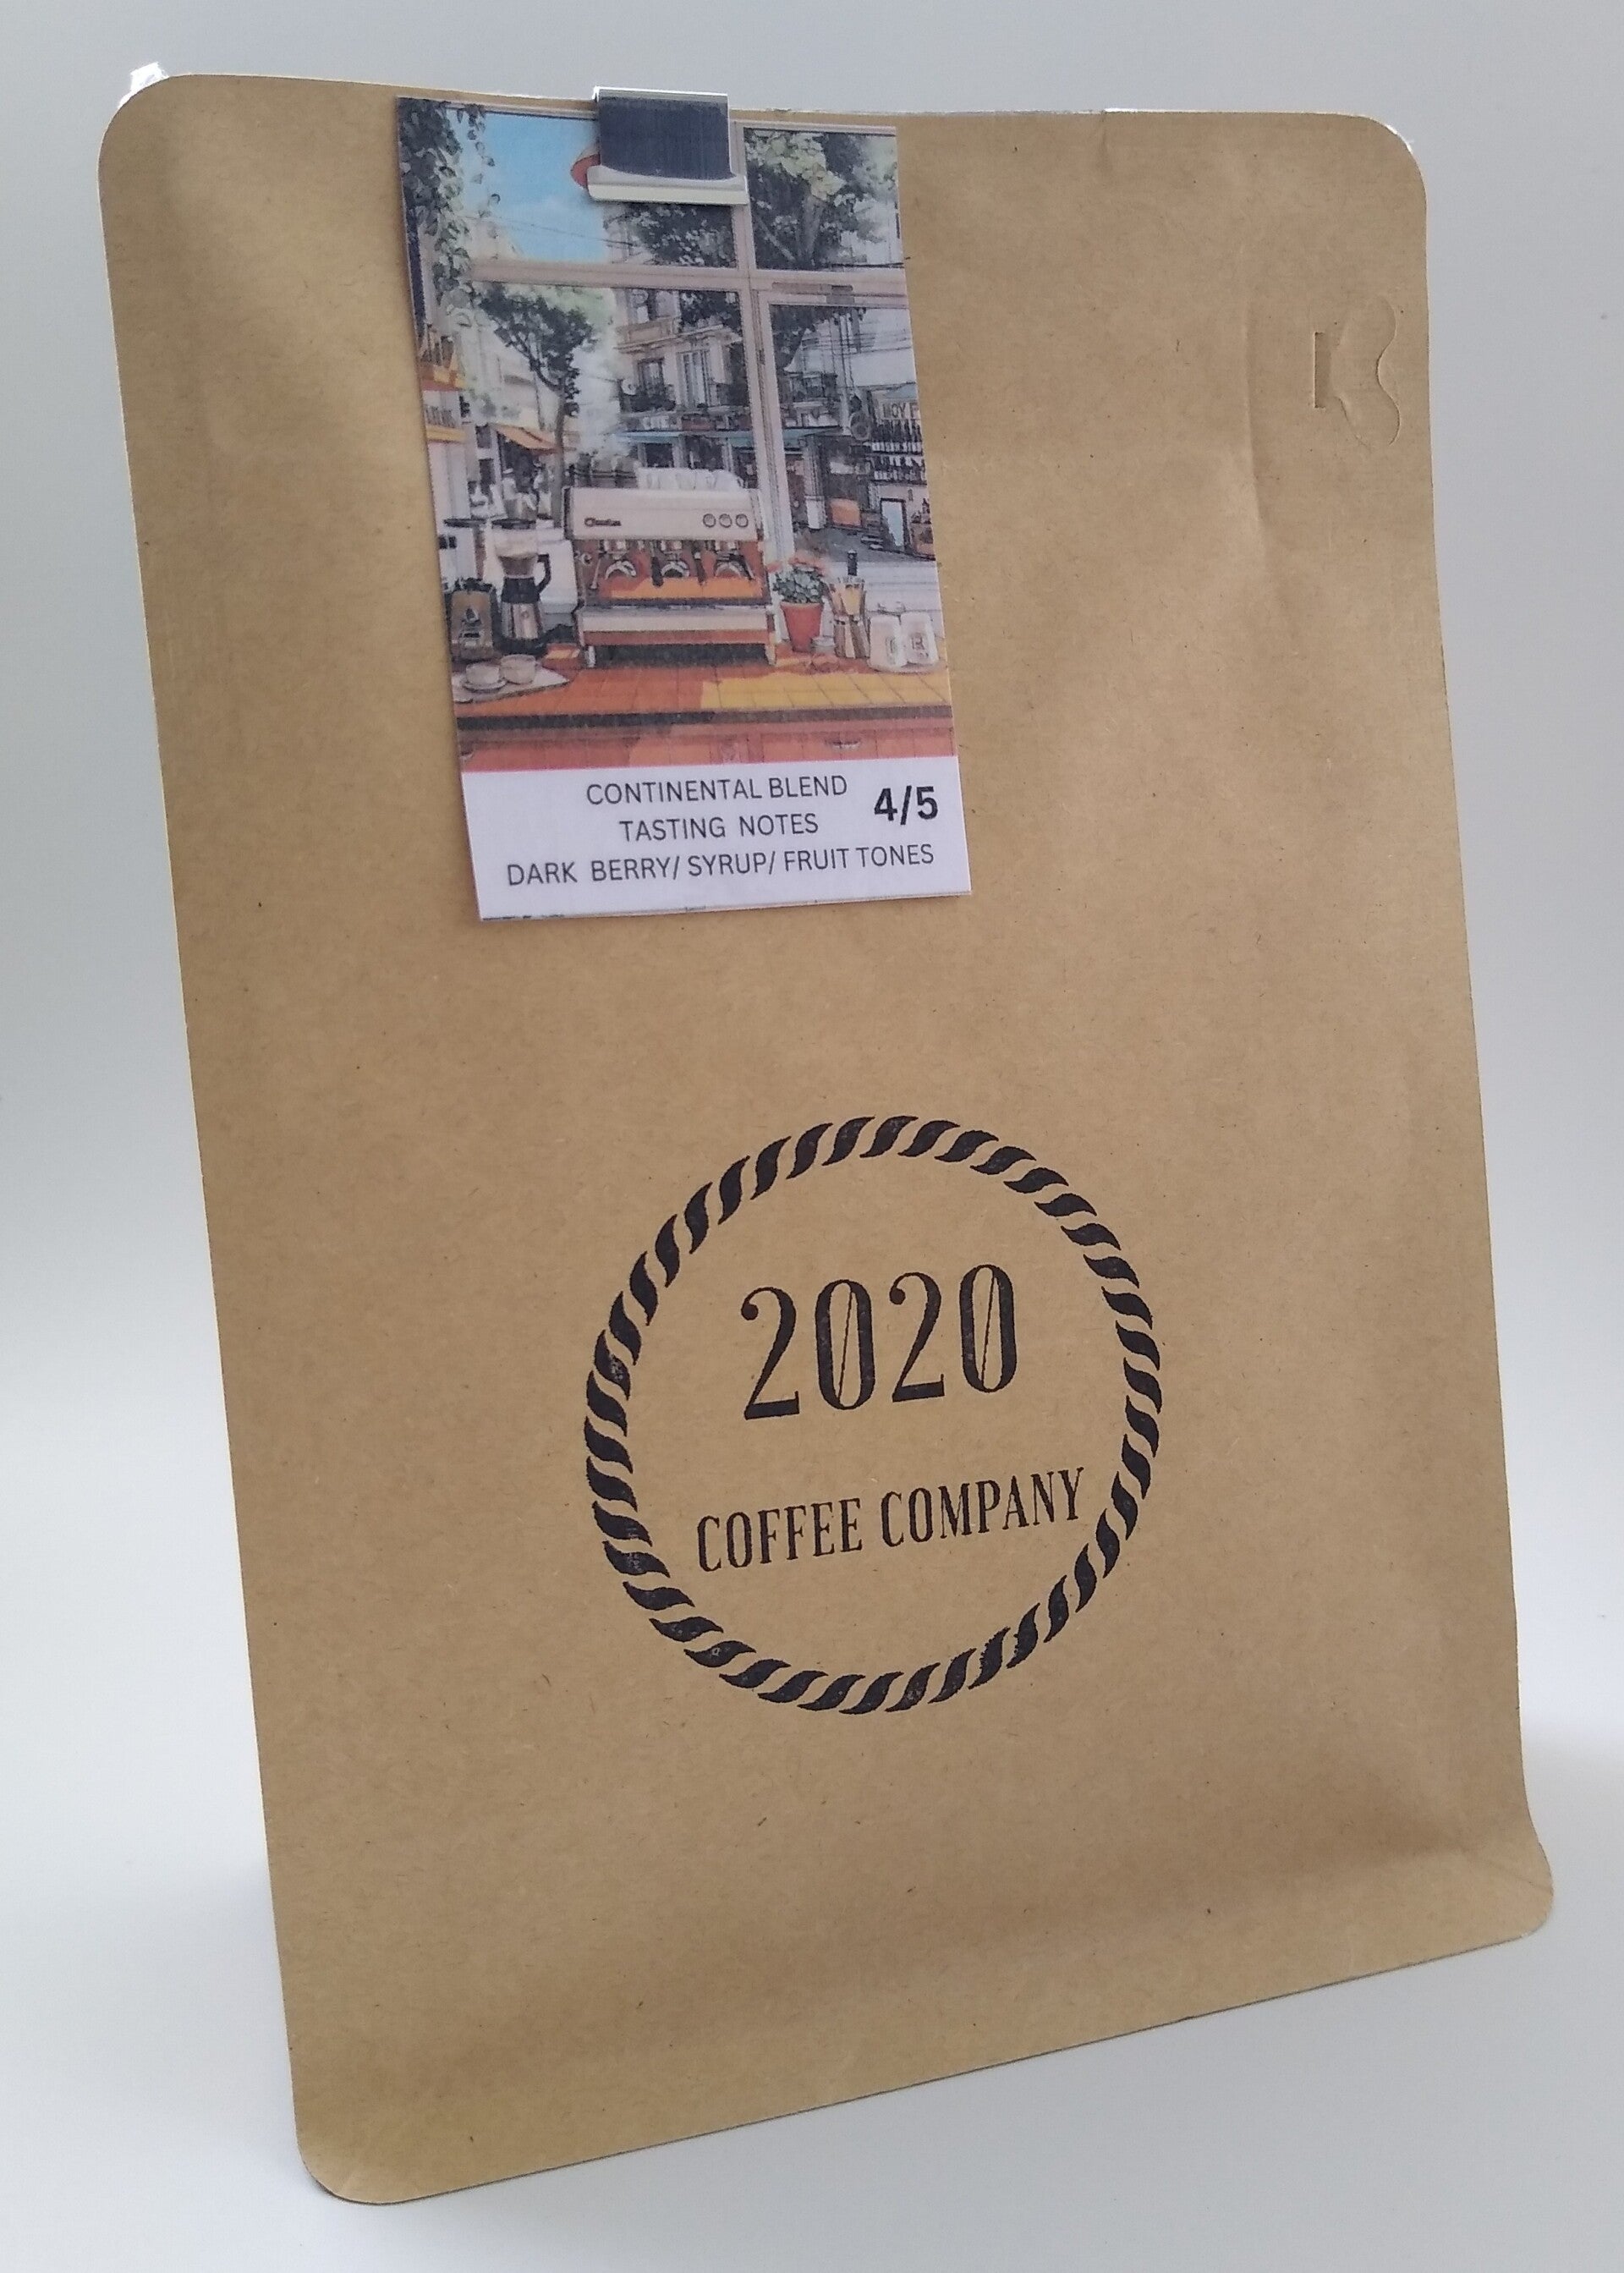 CONTINENTAL BLEND
4/5
TASTING NOTES
DARK BERRY/ SYRUP/ FRUIT TONES
2020
COFFEE COMPANY